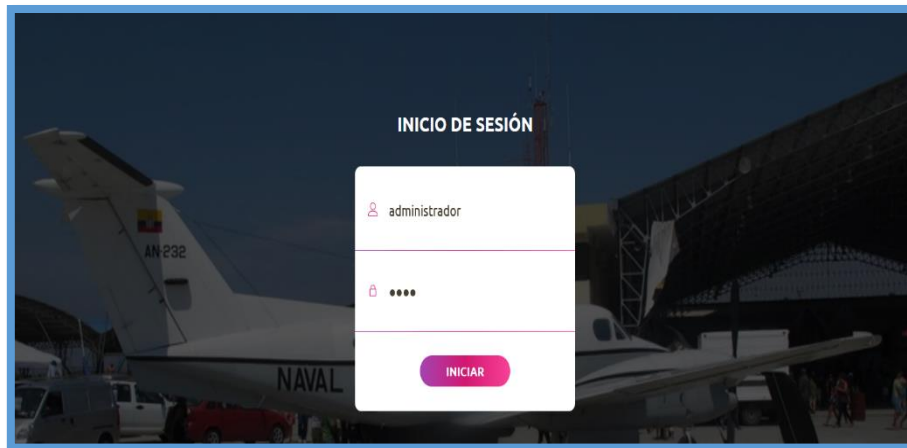 INICIO DE SESIÓN
administrador
••••
INICIAR
AN-232
NAVAL